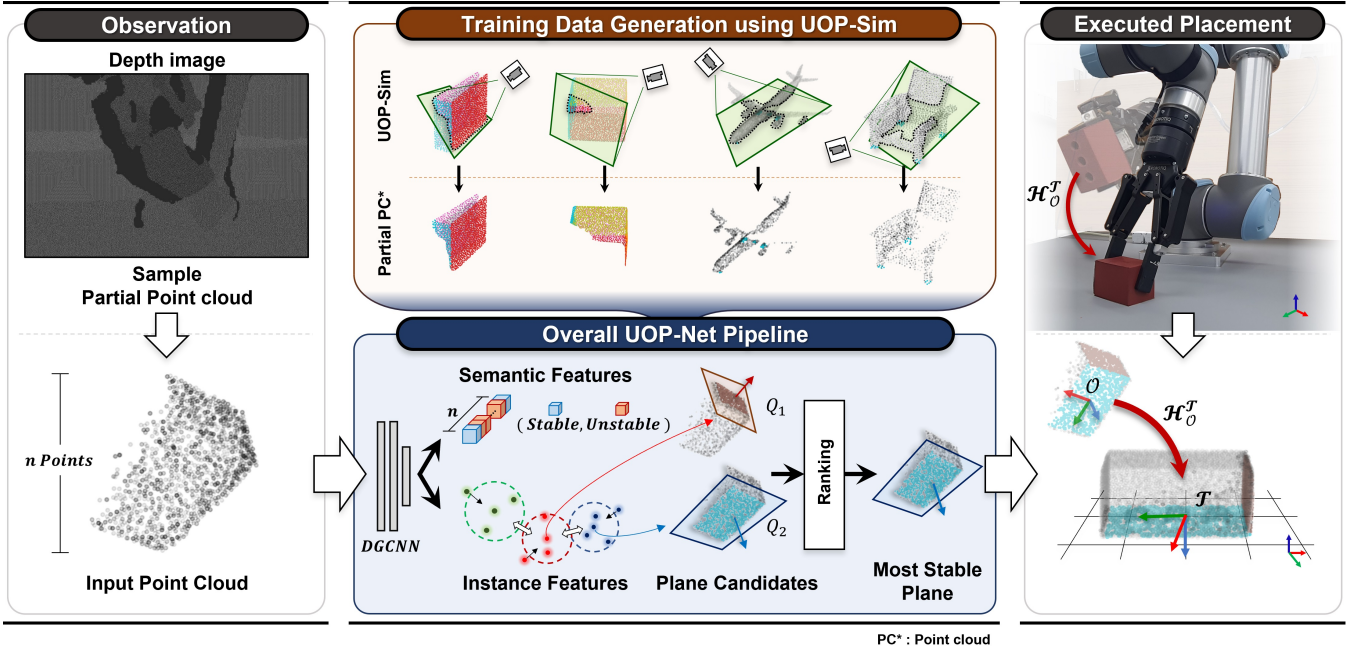 Observation
Depth image
Sample
Partial Point cloud
n Points
Input Point Cloud
Training Data Generation using UOP-Sim
UOP-Sim
Partial PC*
Overall UOP-Net Pipeline
Semantic Features
n
( Stable, Unstable )
DGCNN
Instance Features
Q1
Q2
Plane Candidates
Ranking
Most Stable
Plane
Executed Placement
𝓗_𝒪^𝒯
𝒪
𝓗_𝒪^𝒯
𝒯
PC* : Point cloud